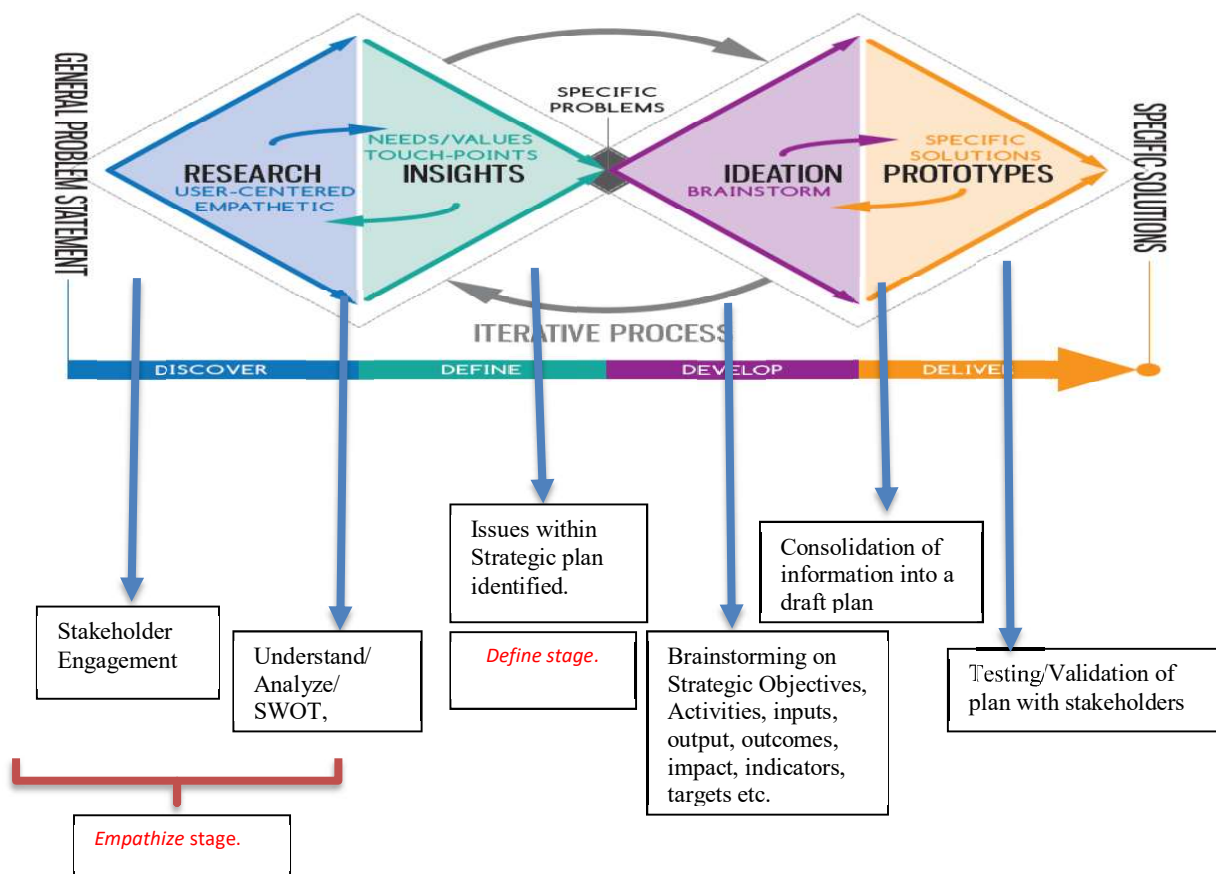 GENERAL PROBLEM STATEMENT
RESEARCH
USER-CENTERED
EMPATHETIC
NEEDS/VALUES
TOUCH-POINTS
INSIGHTS
SPECIFIC
PROBLEMS
IDEATION
BRAINSTORM
SPECIFIC
SOLUTIONS
PROTOTYPES
SPECIFIC SOLUTIONS
ITERATIVE PROCESS
DISCOVER
DEFINE
DEVELOP
DELIVER
Stakeholder
Engagement
Understand/
Analyze/
SWOT,
Empathize stage.
Issues within
Strategic plan
identified.
Define stage.
Brainstorming on
Strategic Objectives,
Activities, inputs,
output, outcomes,
impact, indicators,
targets etc.
Consolidation of
information into a
draft plan
Testing/Validation of
plan with stakeholders